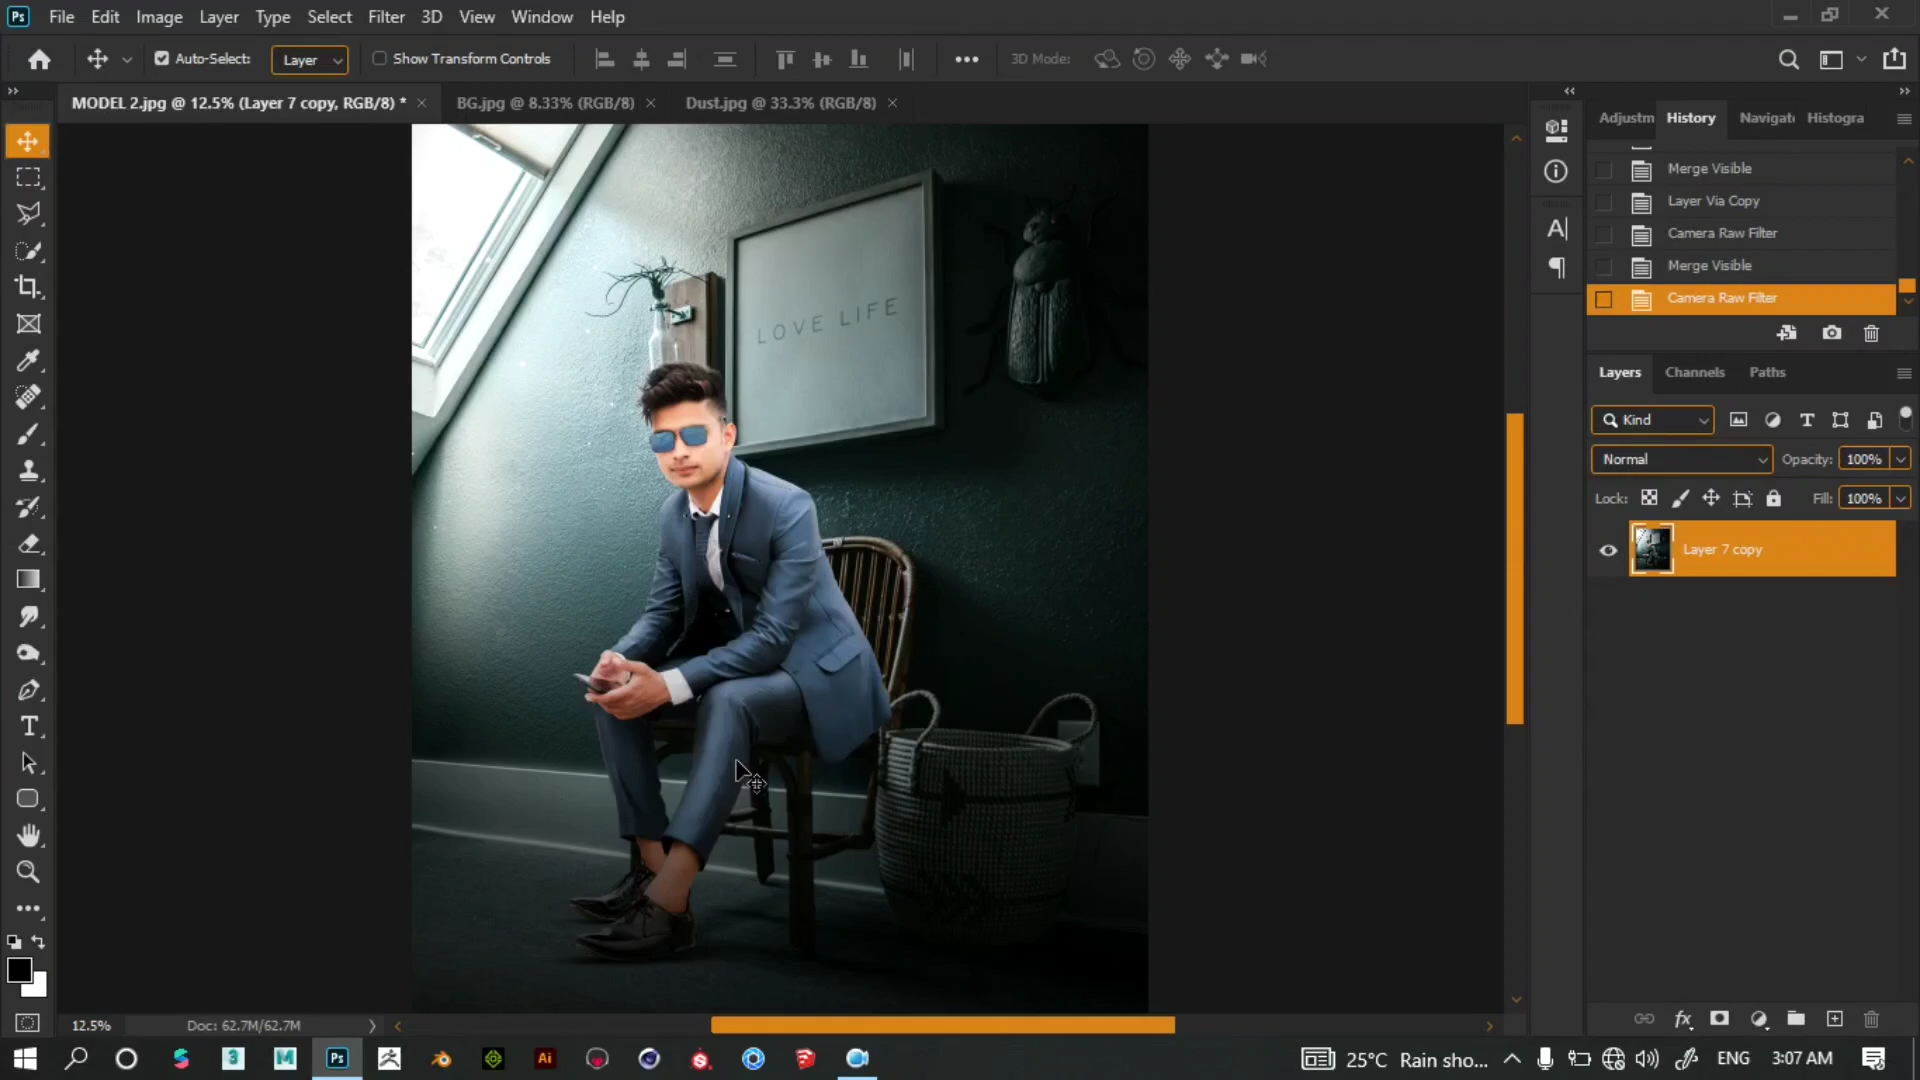 Ps File Edit Image Layer Type Select Filter 3D View Window Help
Auto-Select: Layer Show Transform Controls 3D Mode:
MODEL 2.jpg @ 12.5% (Layer 7 copy, RGB/8) * BG.jpg @ 8.33% (RGB/8) Dust.jpg @ 33.3% (RGB/8)
Adjustm History Navigat Histogra
Merge Visible
Layer Via Copy
Camera Raw Filter
Merge Visible
Camera Raw Filter
LOVE LIFE
Layers Channels Paths
Kind
Normal Opacity: 100%
Lock: Fill: 100%
Layer 7 copy
12.5% Doc: 62.7M/62.7M
Ps Ai 25°C Rain sho... ENG 3:07 AM